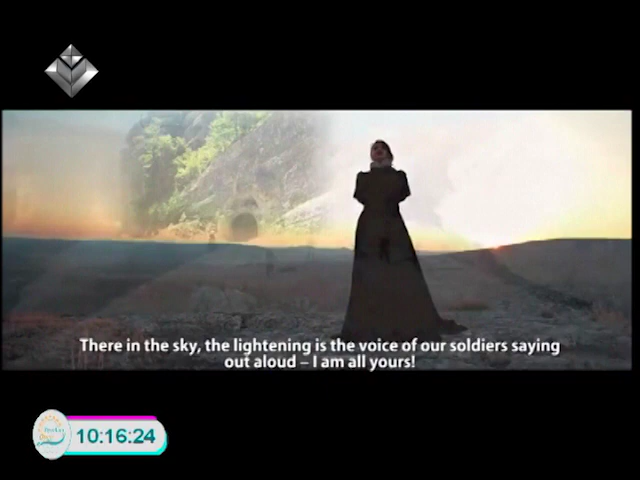 There in the sky, the lightening is the voice of our soldiers saying
out aloud – I am all yours!
10:16:24